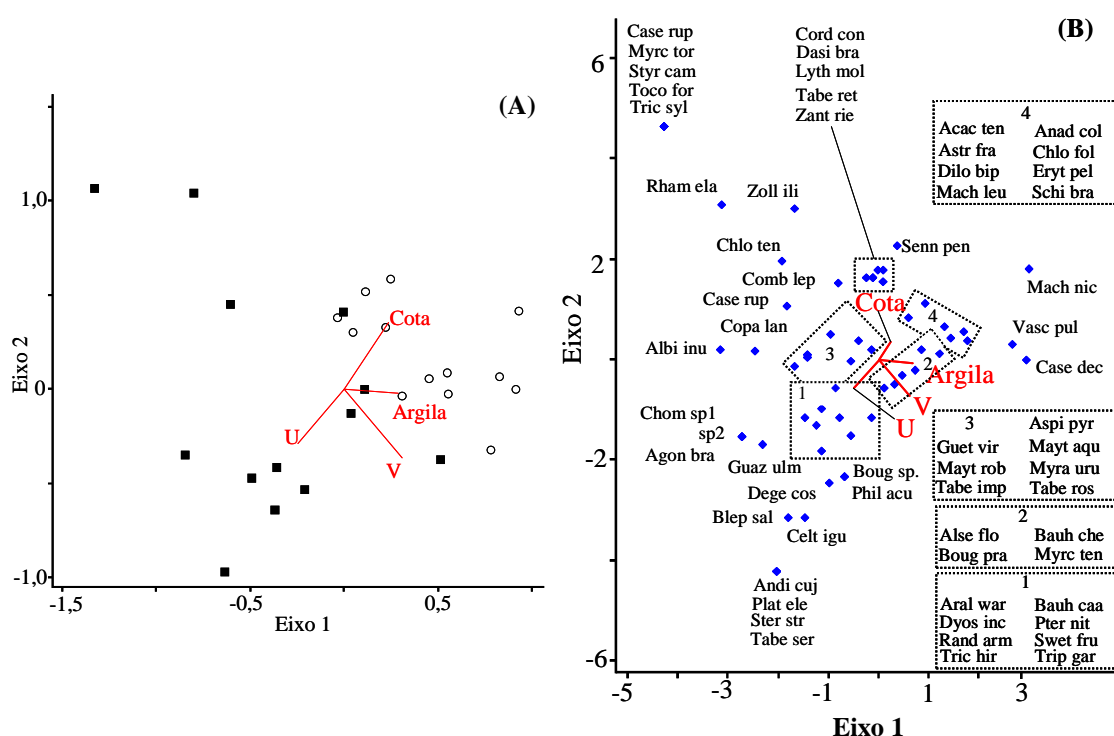 (A)
1,0
0
-1,0
Eixo 2
-1,5
-0,5
0,5
Eixo 1
Cota
Argila
U
V
(B)
6
2
-2
-6
Eixo 2
-5
-3
-1
1
3
Eixo 1
Case rup
Myrc tor
Styr cam
Toco for
Tric syl
Cord con
Dasi bra
Lyth mol
Tabe ret
Zant rie
Rham ela
Zoll ili
Chlo ten
Comb lep
Case rup
Copa lan
Albi inu
Senn pen
Mach nic
Vasc pul
Case dec
Cota
Argila
V
U
4
3
2
1
Chom sp1
sp2
Agon bra
Guaz ulm
Boug sp.
Dege cos
Phil acu
Blep sal
Celt igu
Andi cuj
Plat ele
Ster str
Tabe ser
4
Acac ten Anad col
Astr fra Chlo fol
Dilo bip Eryt pel
Mach leu Schi bra
3 Aspi pyr
Guet vir Mayt aqu
Mayt rob Myra uru
Tabe imp Tabe ros
2
Alse flo Bauh che
Boug pra Myrc ten
1
Aral war Bauh caa
Dyos inc Pter nit
Rand arm Swet fru
Tric hir Trip gar